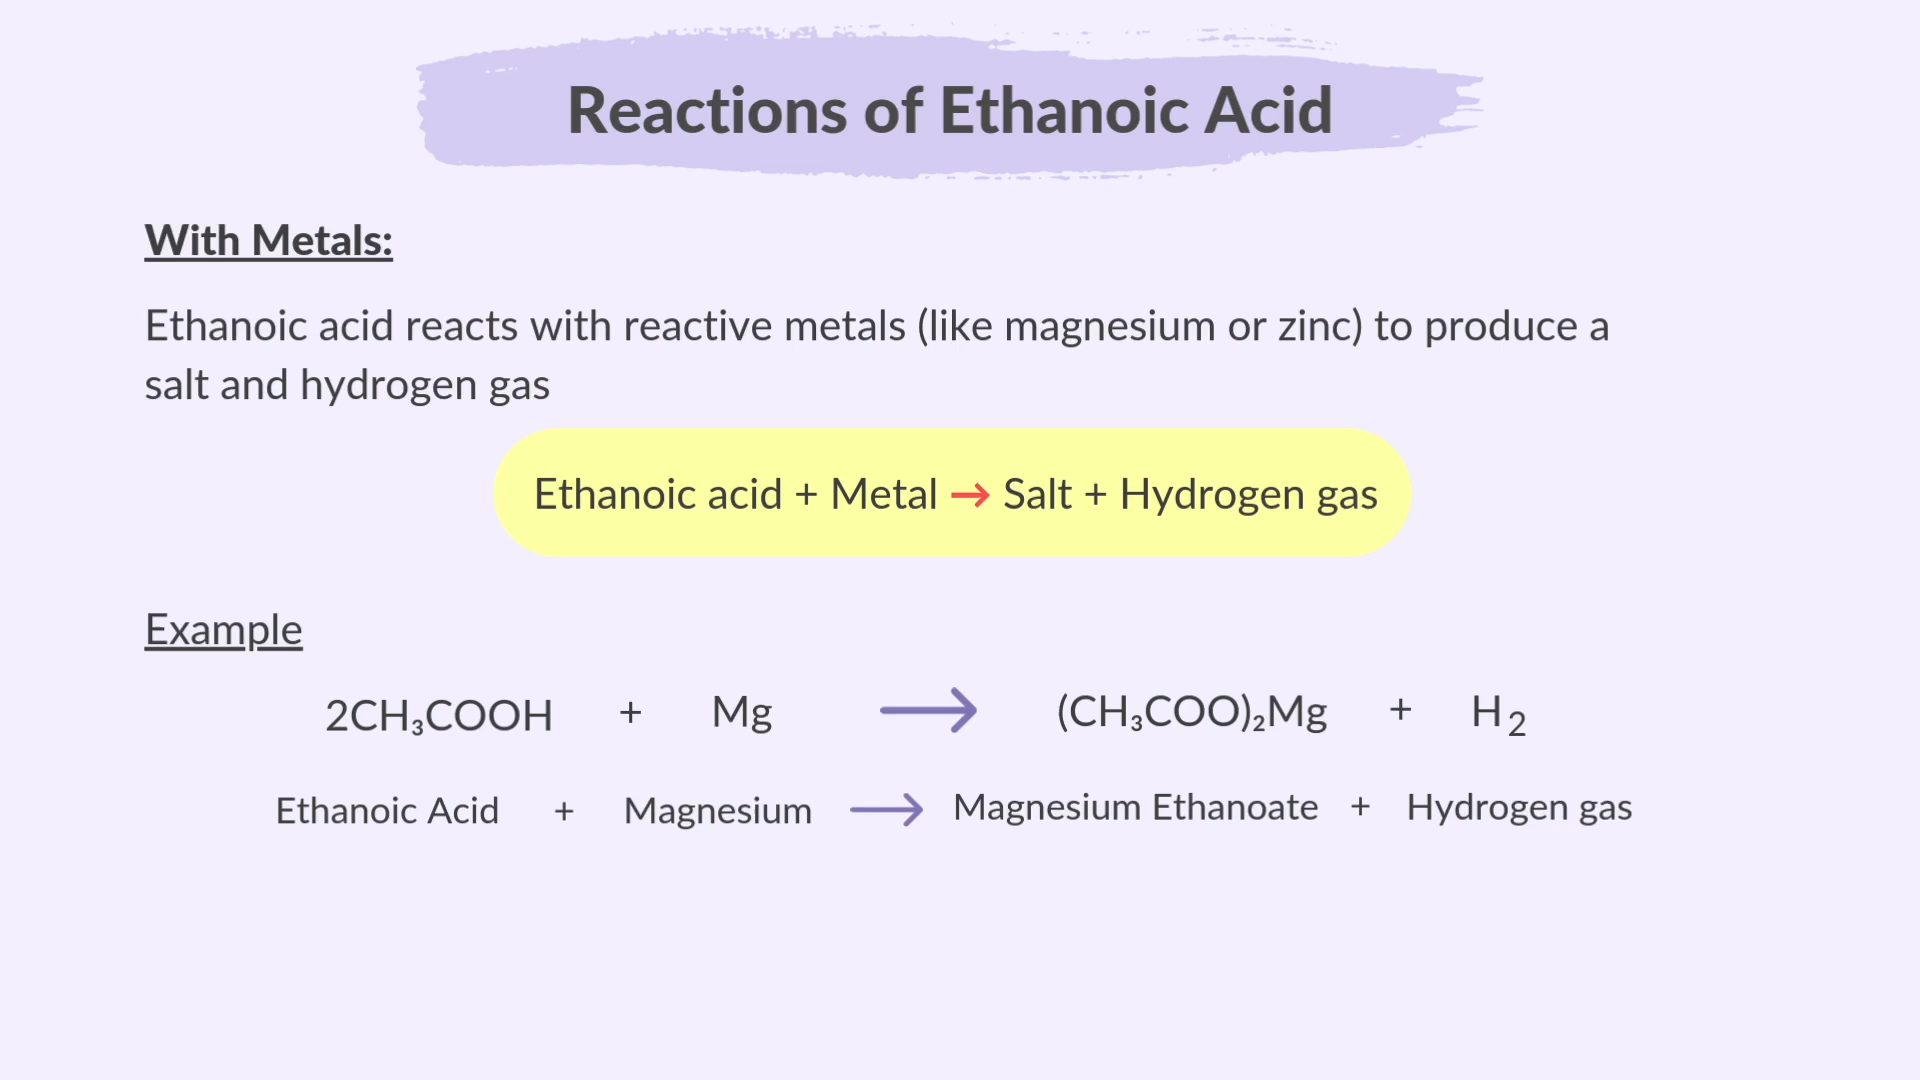 Reactions of Ethanoic Acid
With Metals:
Ethanoic acid reacts with reactive metals (like magnesium or zinc) to produce a
salt and hydrogen gas
Ethanoic acid + Metal → Salt + Hydrogen gas
Example
2CH₃COOH + Mg → (CH₃COO)₂Mg + H₂
Ethanoic Acid + Magnesium → Magnesium Ethanoate + Hydrogen gas